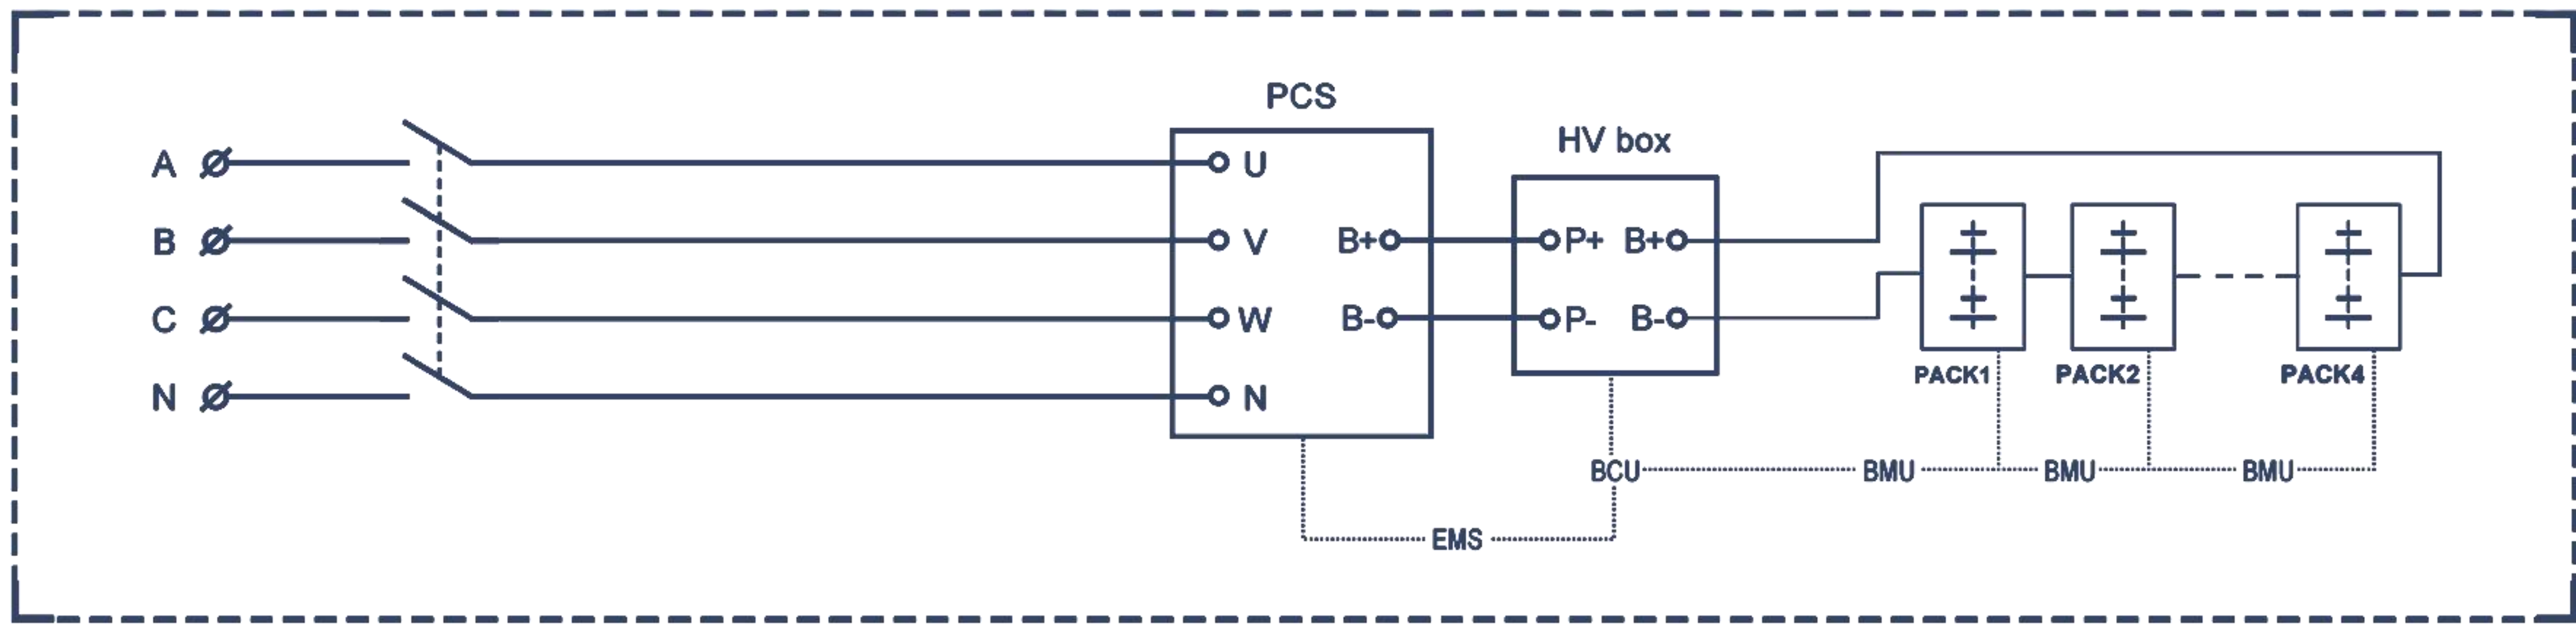 PCS
HV box
A
U
B
V
B+
P+
B+
C
W
B-
P-
B-
N
N
PACK1
PACK2
PACK4
BCU
BMU
BMU
BMU
EMS